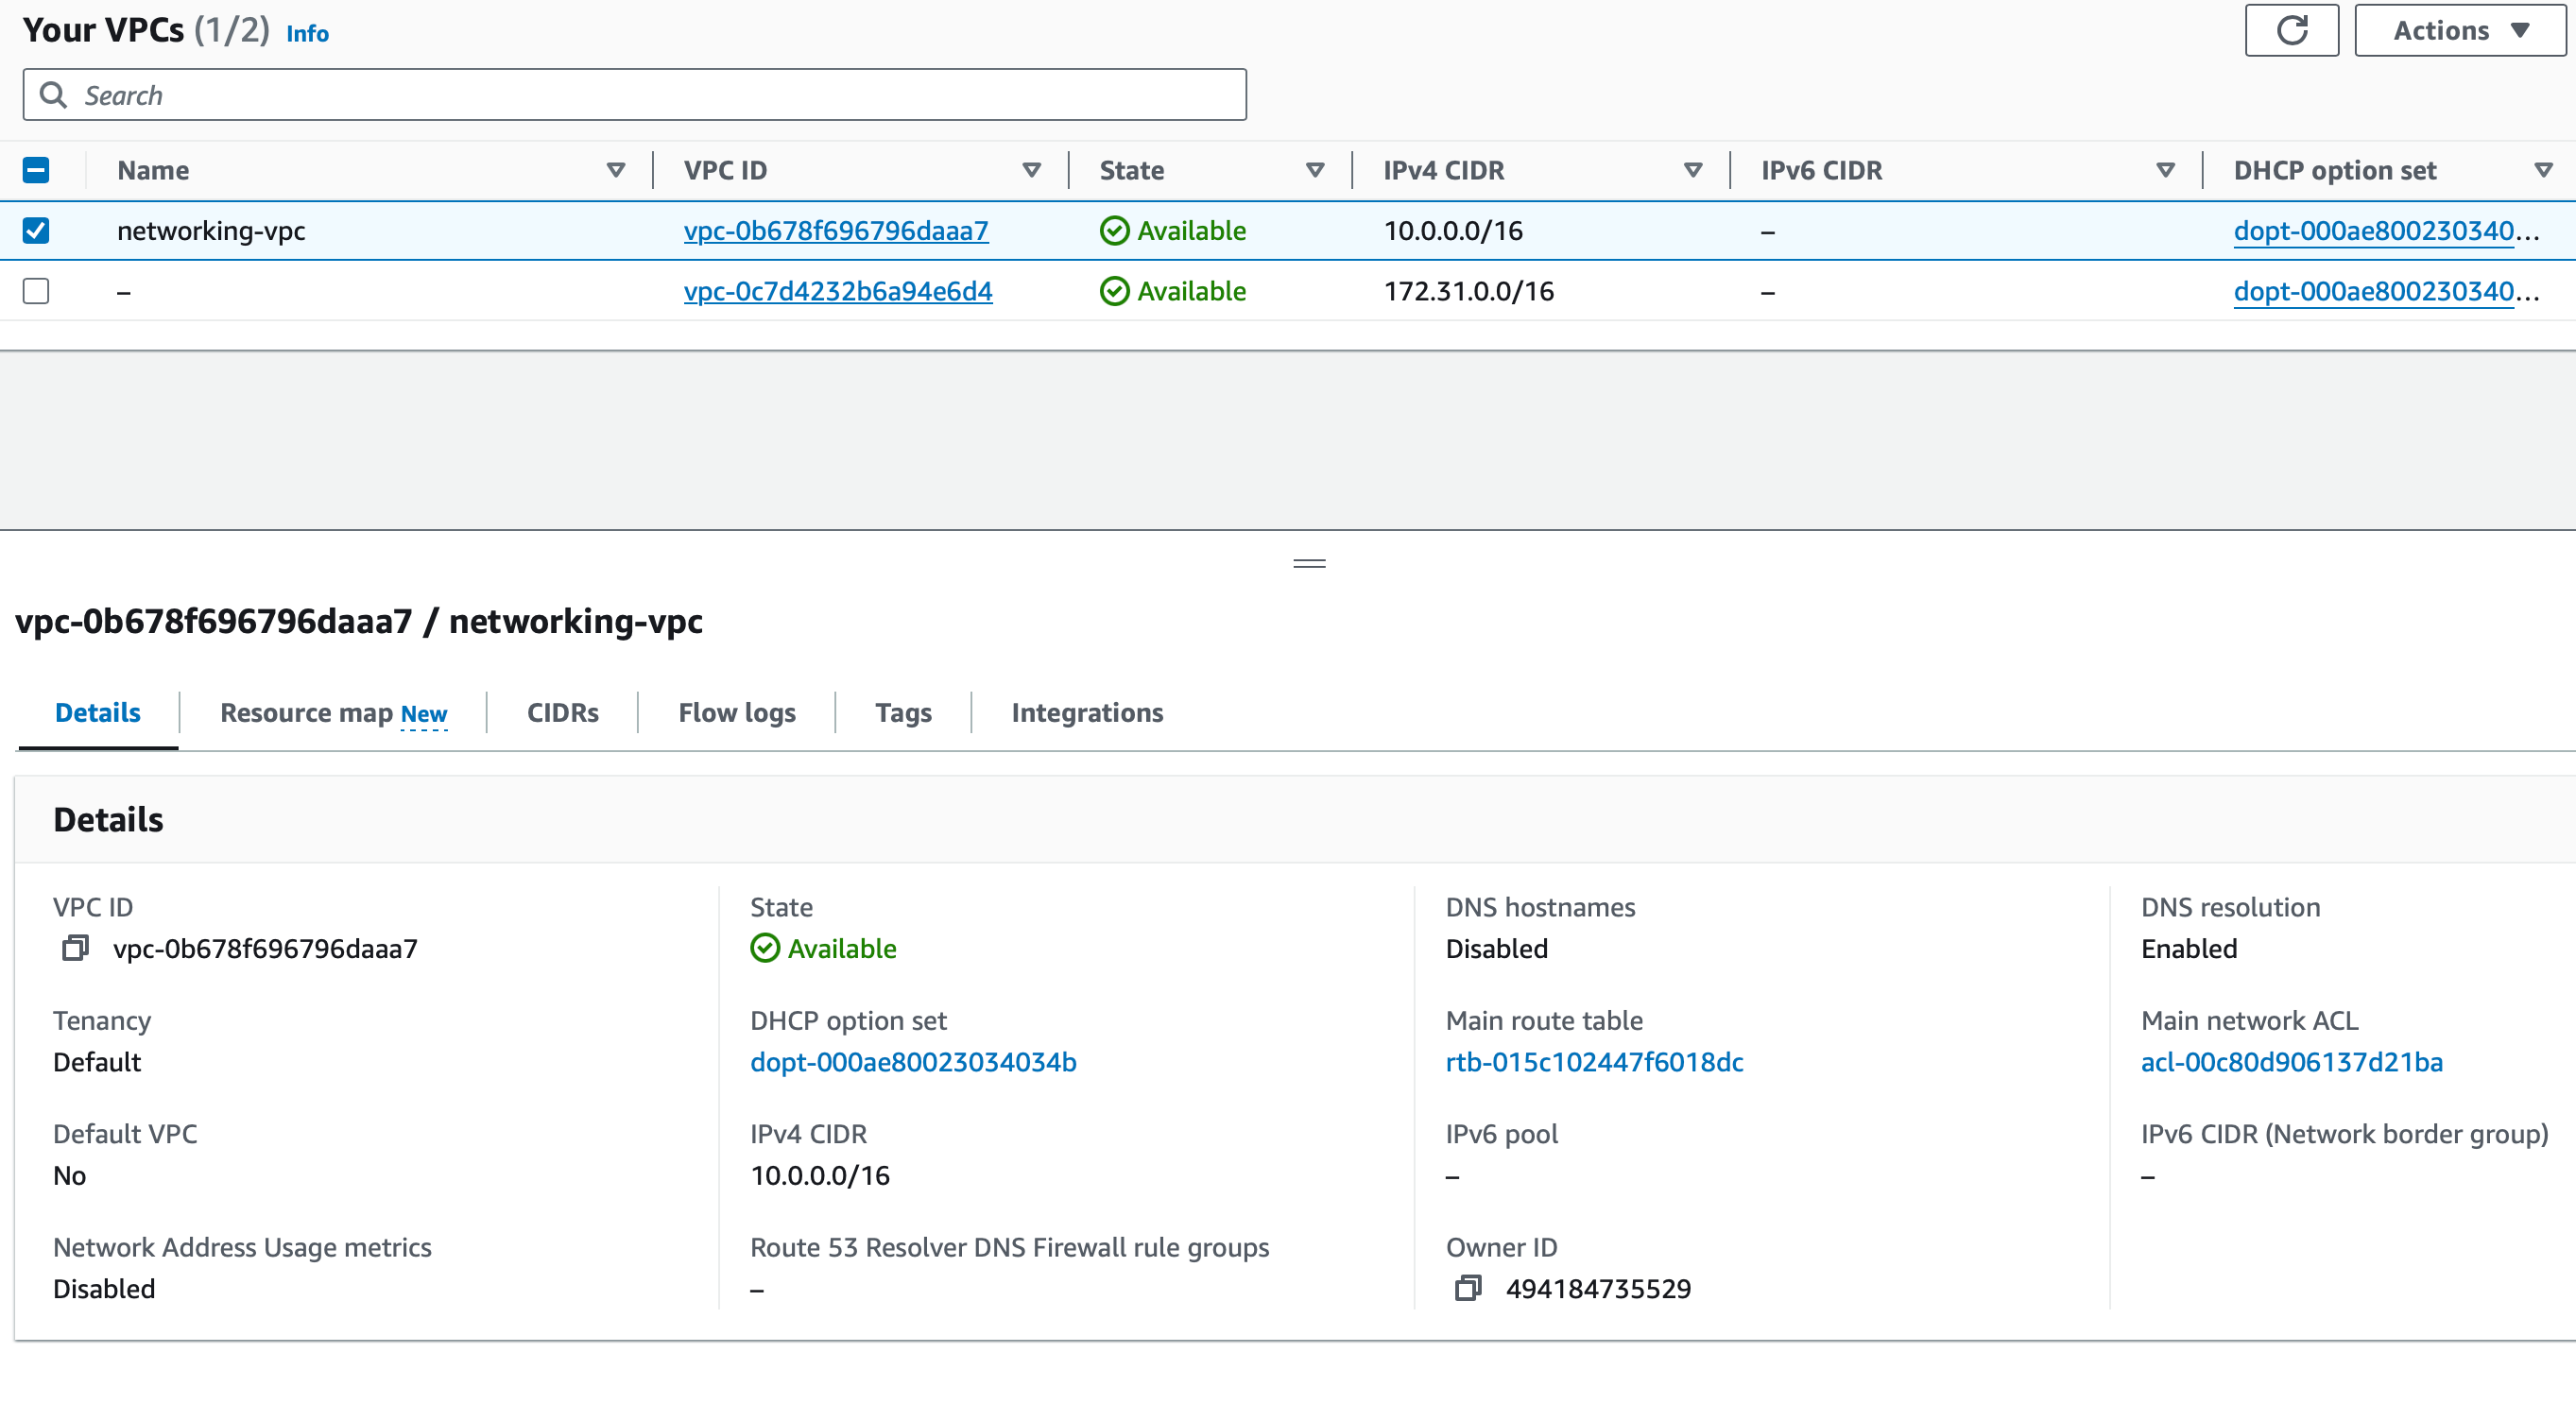 Your VPCs (1/2) Info
Actions
Search
Name VPC ID State IPv4 CIDR IPv6 CIDR DHCP option set
networking-vpc vpc-0b678f696796daaa7 Available 10.0.0.0/16 – dopt-000ae800230340...
– vpc-0c7d4232b6a94e6d4 Available 172.31.0.0/16 – dopt-000ae800230340...
vpc-0b678f696796daaa7 / networking-vpc
Details Resource map New CIDRs Flow logs Tags Integrations
Details
VPC ID State DNS hostnames DNS resolution
vpc-0b678f696796daaa7 Available Disabled Enabled
Tenancy DHCP option set Main route table Main network ACL
Default dopt-000ae80023034034b rtb-015c102447f6018dc acl-00c80d906137d21ba
Default VPC IPv4 CIDR IPv6 pool IPv6 CIDR (Network border group)
No 10.0.0.0/16 – –
Network Address Usage metrics Route 53 Resolver DNS Firewall rule groups Owner ID
Disabled – 494184735529